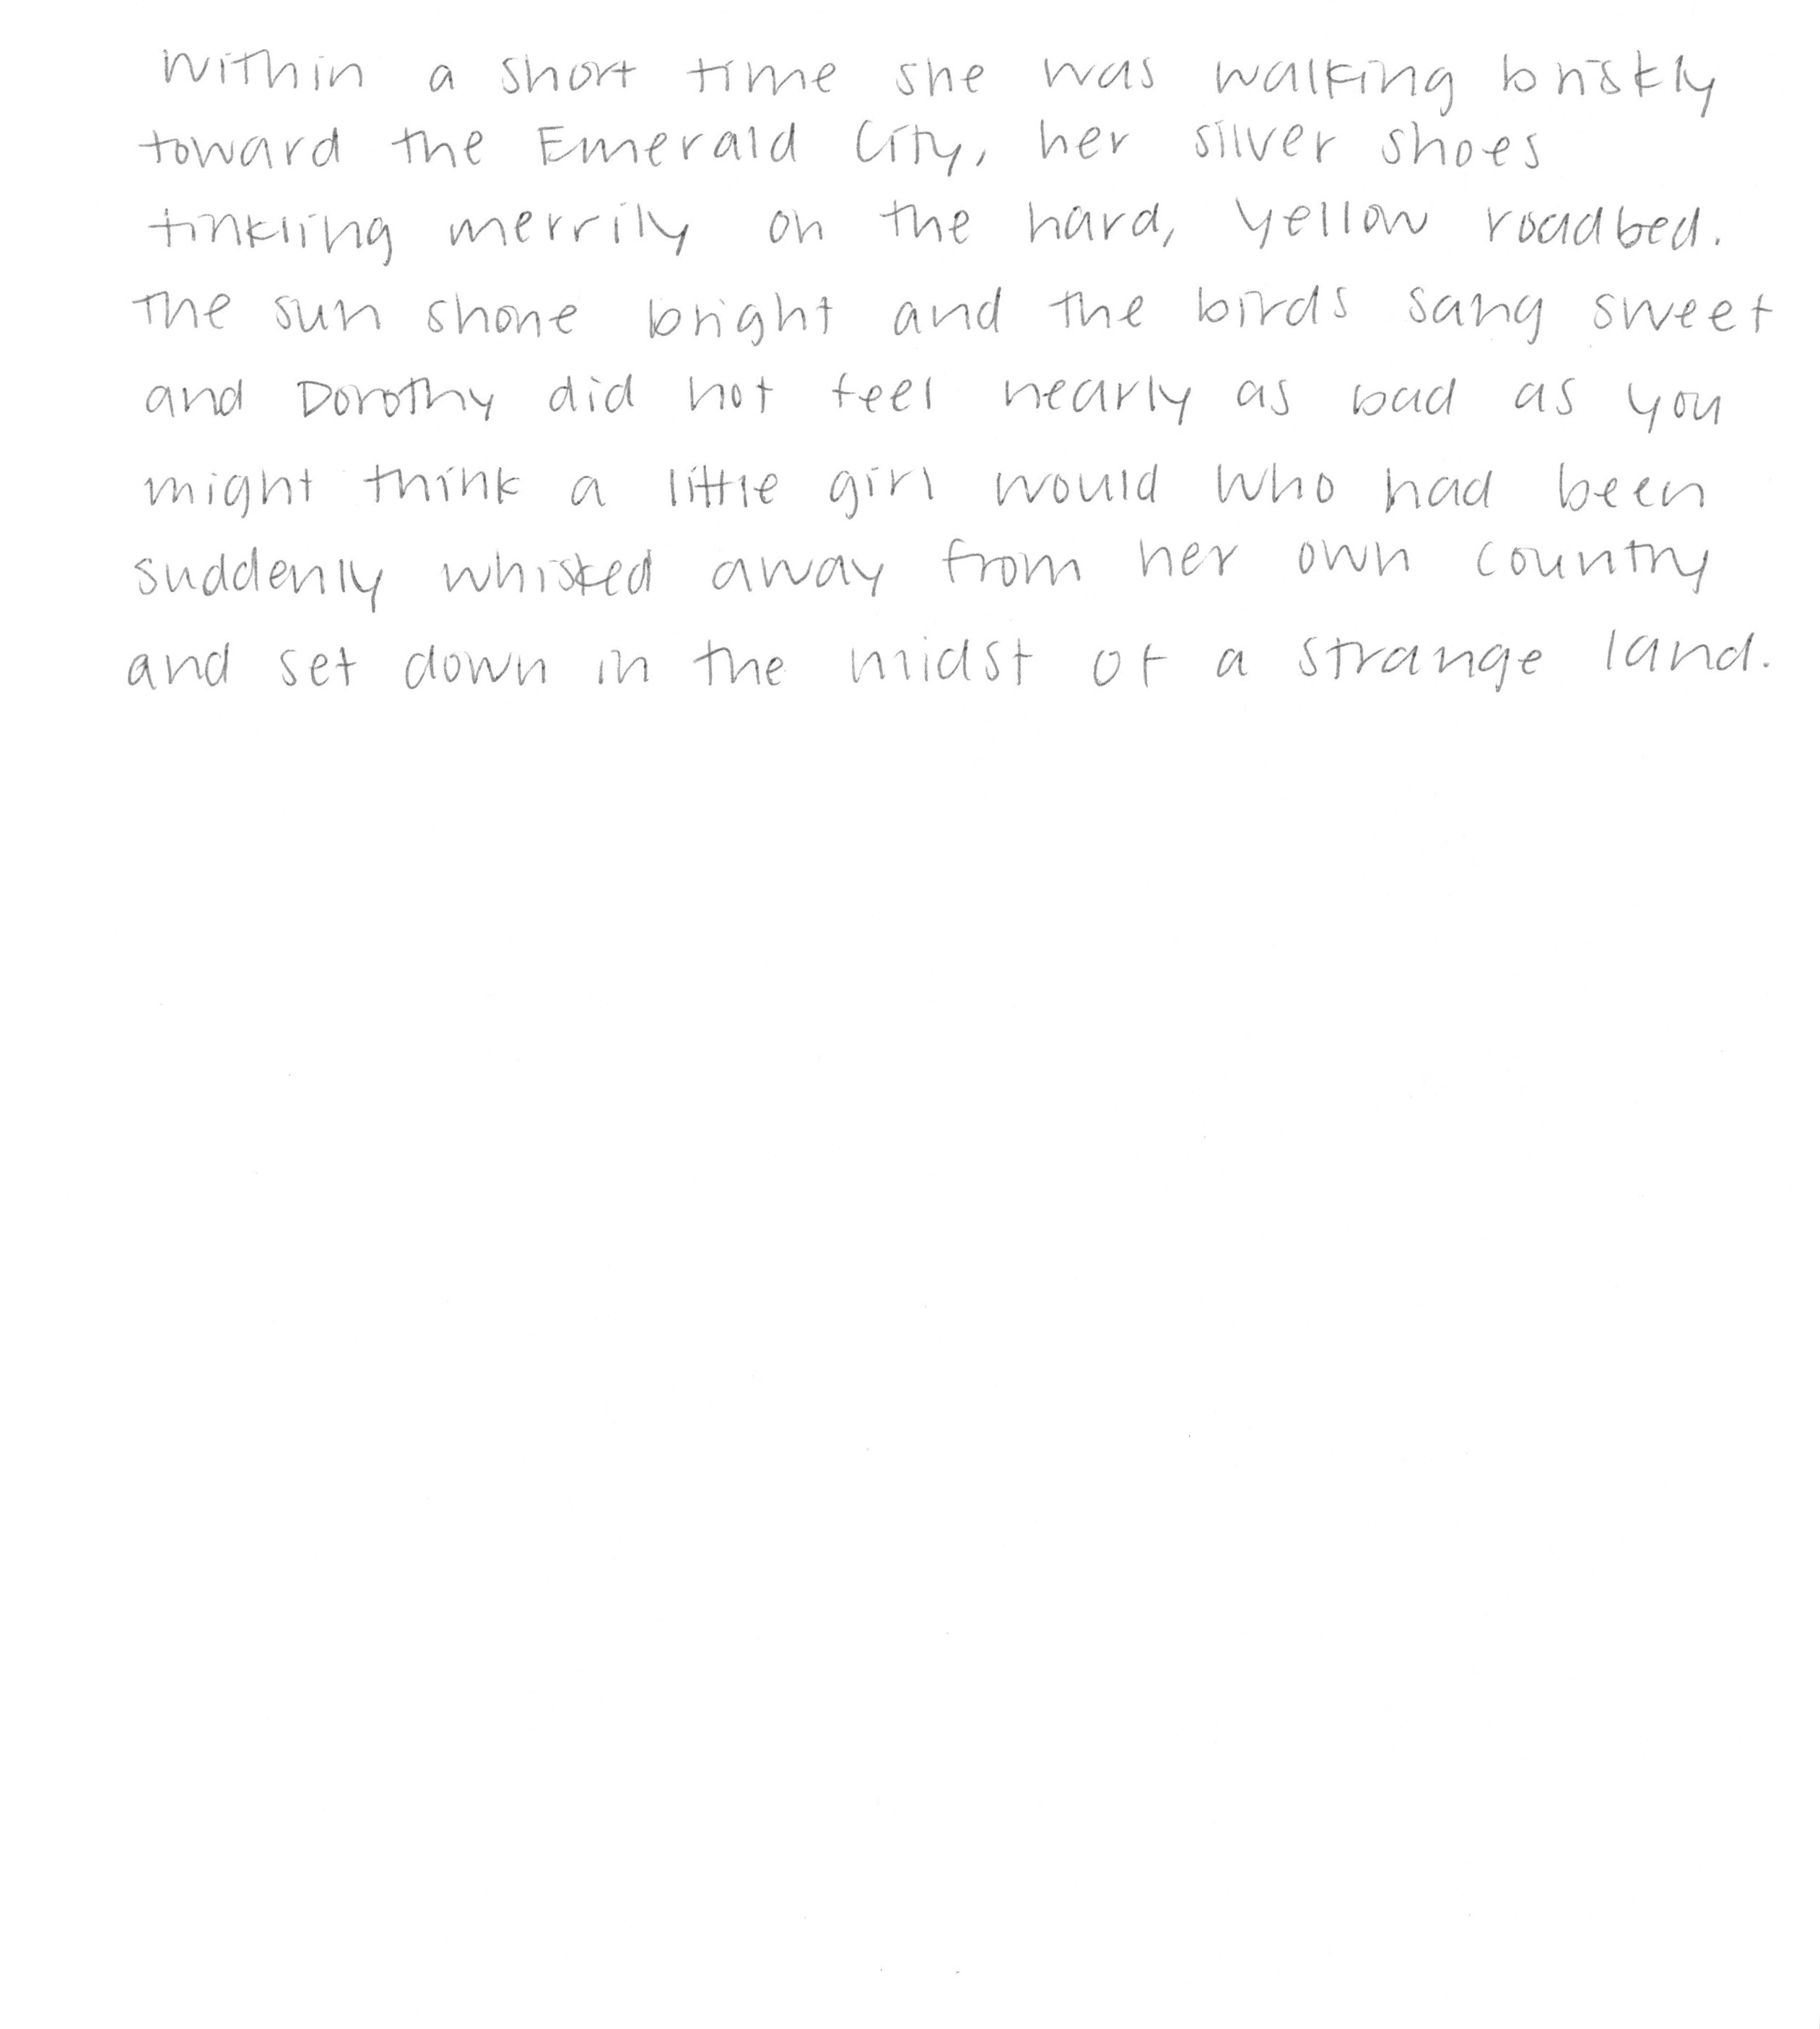 Within a short time she was walking briskly
toward the Emerald City, her silver shoes
tinkling merrily on the hard, yellow roadbed.
The sun shone bright and the birds sang sweet
and Dorothy did not feel nearly as bad as you
might think a little girl would who had been
suddenly whisked away from her own country
and set down in the midst of a strange land.